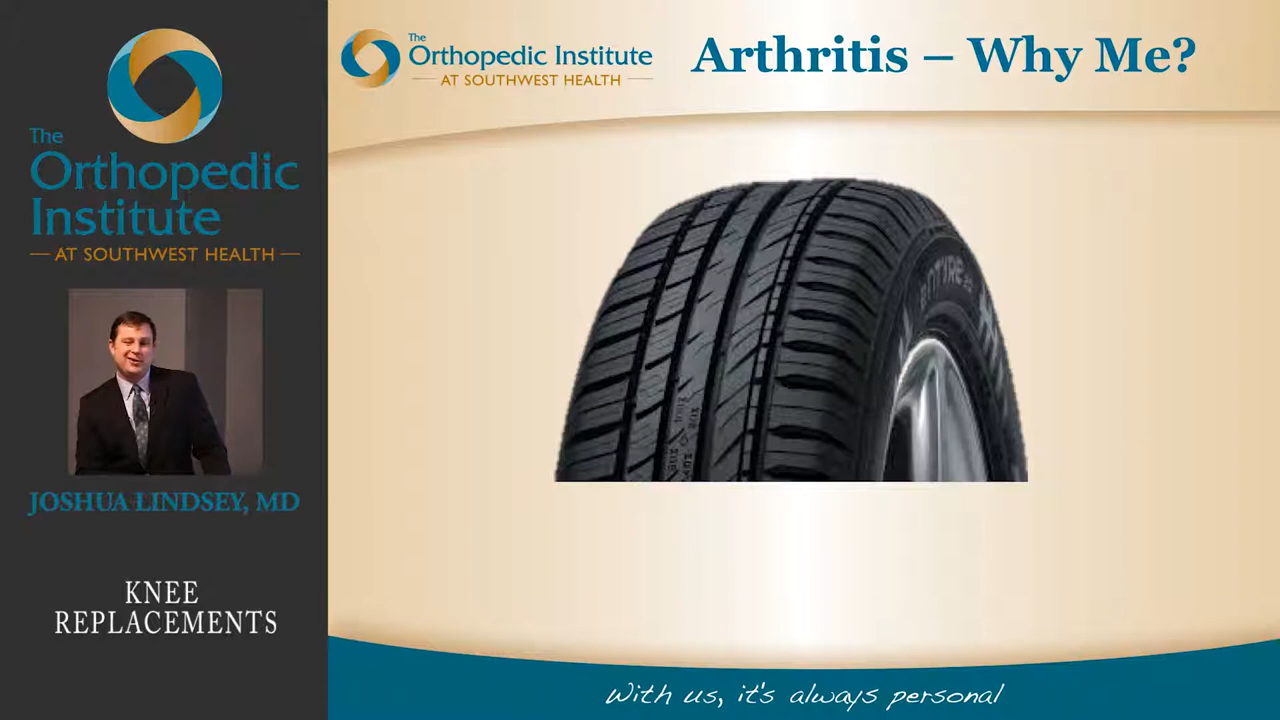 The
Orthopedic
Institute
AT SOUTHWEST HEALTH
JOSHUA LINDSEY, MD
KNEE
REPLACEMENTS
The
Orthopedic Institute
AT SOUTHWEST HEALTH
Arthritis – Why Me?
ENTYRE
With us, it's always personal